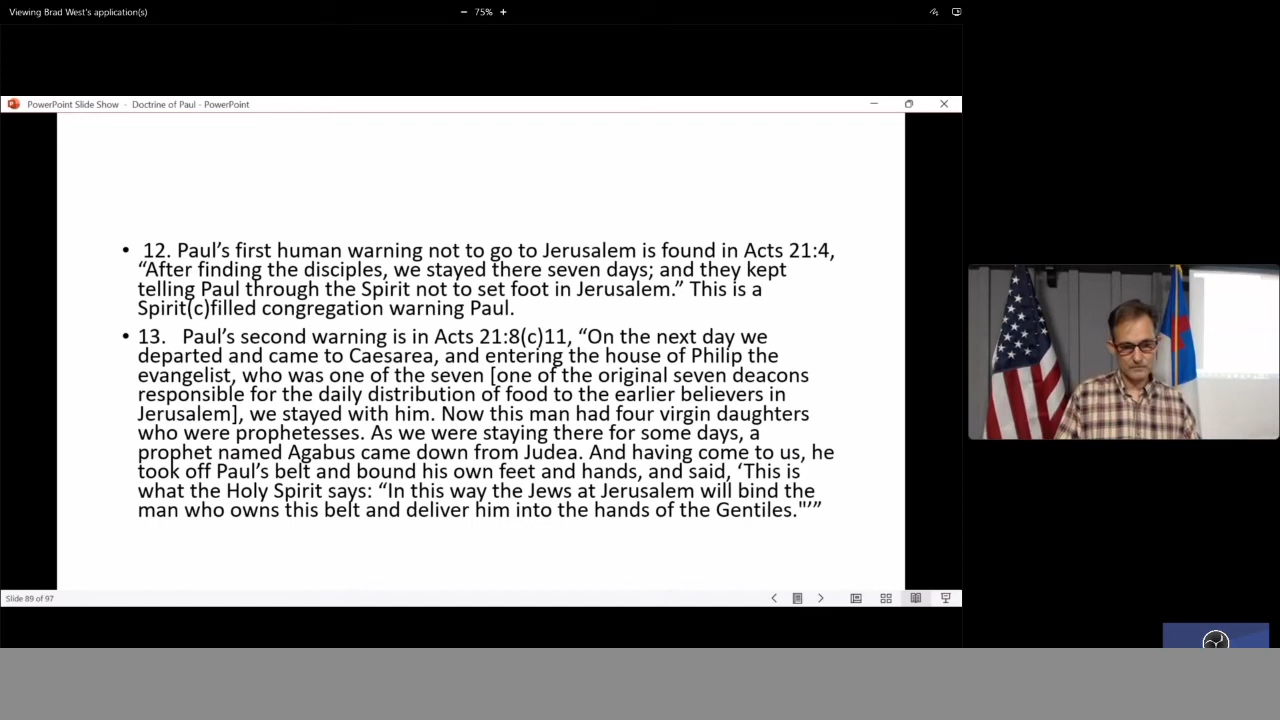 Viewing Brad West's application(s)
− 75% +
PowerPoint Slide Show - Doctrine of Paul - PowerPoint
• 12. Paul’s first human warning not to go to Jerusalem is found in Acts 21:4,
“After finding the disciples, we stayed there seven days; and they kept
telling Paul through the Spirit not to set foot in Jerusalem.” This is a
Spirit(c)filled congregation warning Paul.
• 13. Paul’s second warning is in Acts 21:8(c)11, “On the next day we
departed and came to Caesarea, and entering the house of Philip the
evangelist, who was one of the seven [one of the original seven deacons
responsible for the daily distribution of food to the earlier believers in
Jerusalem], we stayed with him. Now this man had four virgin daughters
who were prophetesses. As we were staying there for some days, a
prophet named Agabus came down from Judea. And having come to us, he
took off Paul’s belt and bound his own feet and hands, and said, ‘This is
what the Holy Spirit says: “In this way the Jews at Jerusalem will bind the
man who owns this belt and deliver him into the hands of the Gentiles."’”
Slide 89 of 97